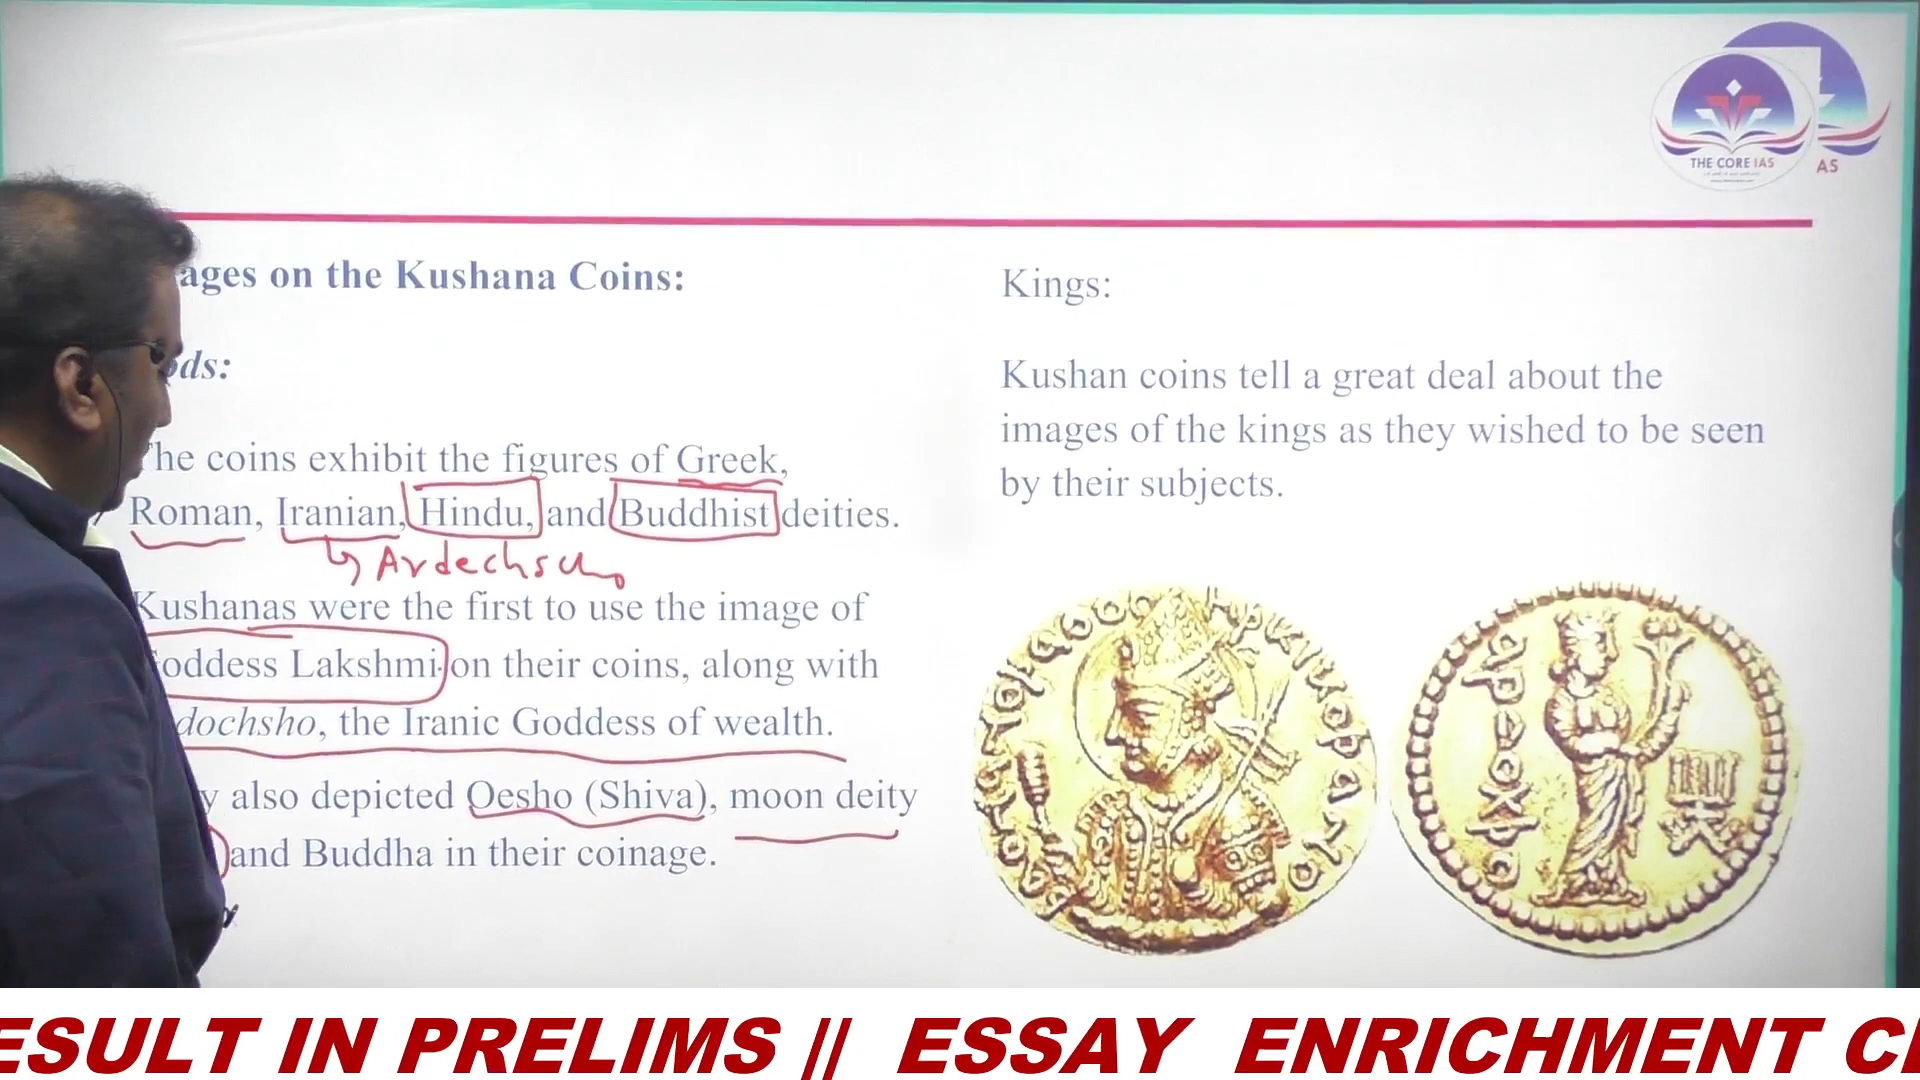 THE CORE IAS
AS
ages on the Kushana Coins:
ds:
he coins exhibit the figures of Greek,
Roman, Iranian, Hindu, and Buddhist deities.
Kushanas were the first to use the image of
oddess Lakshmi on their coins, along with
dochsho, the Iranic Goddess of wealth.
y also depicted Oesho (Shiva), moon deity
and Buddha in their coinage.
Kings:
Kushan coins tell a great deal about the
images of the kings as they wished to be seen
by their subjects.
ESULT IN PRELIMS // ESSAY ENRICHMENT C